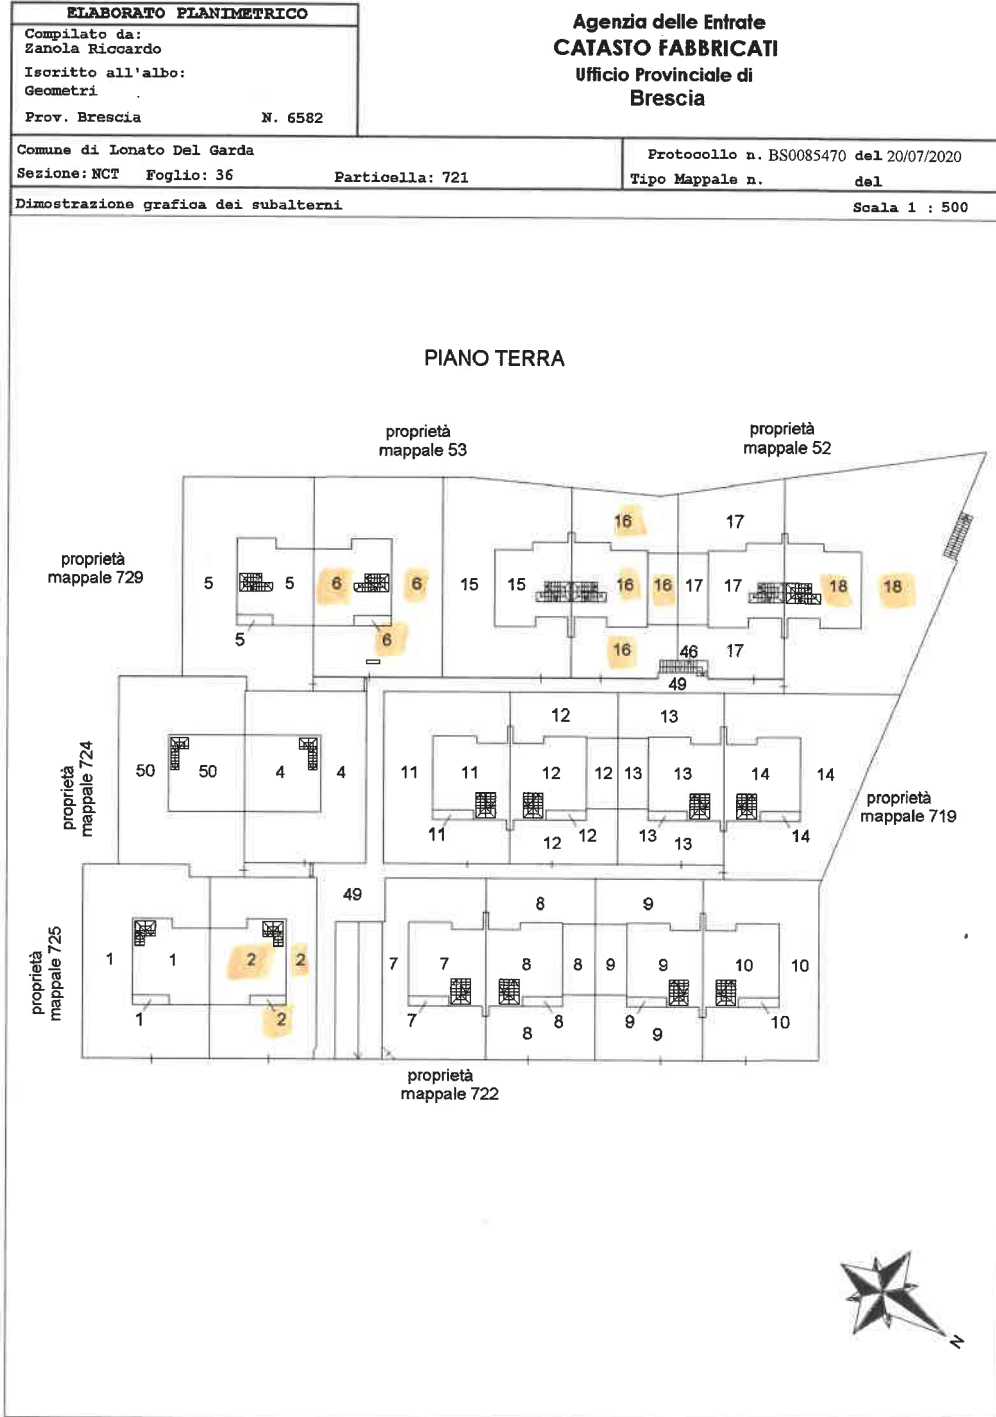 ELABORATO PLANIMETRICO
Compilato da:
Zanola Riccardo
Iscritto all'albo:
Geometri
Prov. Brescia N. 6582
Agenzia delle Entrate
CATASTO FABBRICATI
Ufficio Provinciale di
Brescia
Comune di Lonato Del Garda
Sezione: NCT Foglio: 36 Particella: 721
Protocollo n. BS0085470 del 20/07/2020
Tipo Mappale n. del
Dimostrazione grafica dei subalterni Scala 1 : 500
PIANO TERRA
proprietà
mappale 53
proprietà
mappale 52
proprietà
mappale 729
16 17
5 5 6 6 15 15 16 16 17 17 18 18
5 6 16 46 17
49
12 13
proprietà
mappale 724
50 50 4 4 11 11 12 12 13 13 14 14
proprietà
mappale 719
11 12 12 13 13 14
49
8 9
proprietà
mappale 725
1 1 2 2 7 7 8 8 9 9 10 10
1 2 7 8 8 9 9 10
proprietà
mappale 722
N